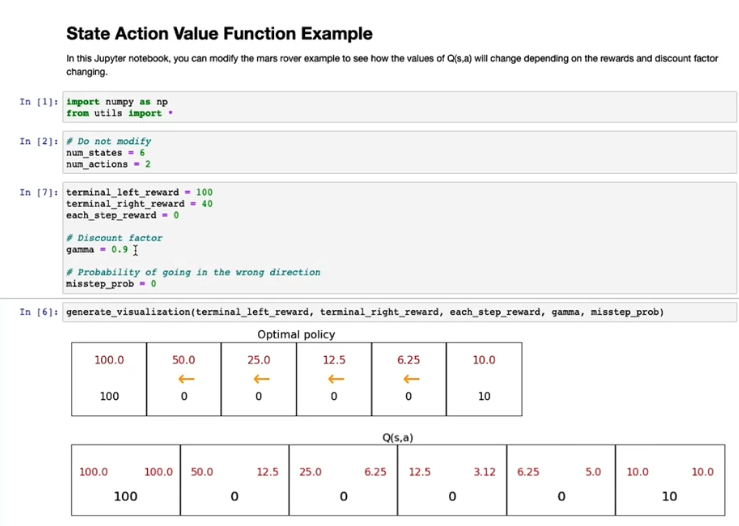 State Action Value Function Example
In this Jupyter notebook, you can modify the mars rover example to see how the values of Q(s,a) will change depending on the rewards and discount factor
changing.
In [1]: import numpy as np
from utils import *
In [2]: # Do not modify
num_states = 6
num_actions = 2
In [7]: terminal_left_reward = 100
terminal_right_reward = 40
each_step_reward = 0
# Discount factor
gamma = 0.9
# Probability of going in the wrong direction
misstep_prob = 0
In [6]: generate_visualization(terminal_left_reward, terminal_right_reward, each_step_reward, gamma, misstep_prob)
Optimal policy
100.0 50.0 25.0 12.5 6.25 10.0
← ← ← ←
100 0 0 0 0 10
Q(s,a)
100.0 100.0 50.0 12.5 25.0 6.25 12.5 3.12 6.25 5.0 10.0 10.0
100 0 0 0 0 10